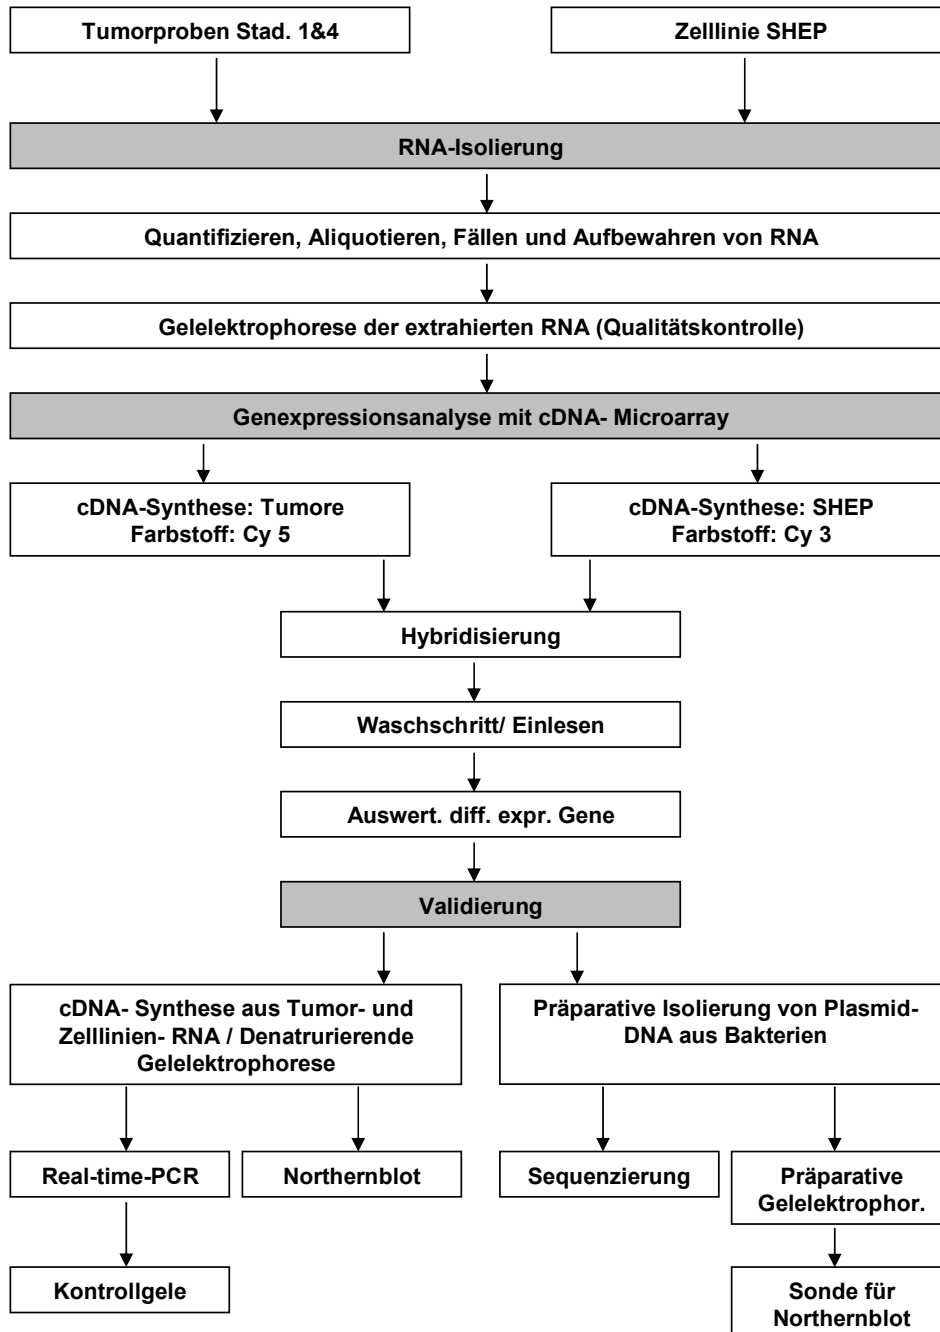 Tumorproben Stad. 1&4
Zelllinie SHEP
RNA-Isolierung
Quantifizieren, Aliquotieren, Fällen und Aufbewahren von RNA
Gelelektrophorese der extrahierten RNA (Qualitätskontrolle)
Genexpressionsanalyse mit cDNA- Microarray
cDNA-Synthese: Tumore
Farbstoff: Cy 5
cDNA-Synthese: SHEP
Farbstoff: Cy 3
Hybridisierung
Waschschritt/ Einlesen
Auswert. diff. expr. Gene
Validierung
cDNA- Synthese aus Tumor- und
Zelllinien- RNA / Denatrurierende
Gelelektrophorese
Präparative Isolierung von Plasmid-
DNA aus Bakterien
Real-time-PCR
Northernblot
Sequenzierung
Präparative
Gelelektrophor.
Kontrollgele
Sonde für
Northernblot